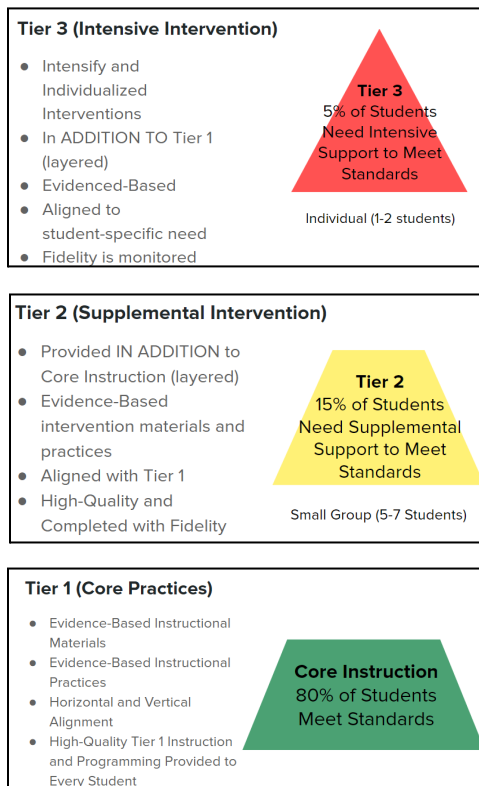 Tier 3 (Intensive Intervention)
● Intensify and
Individualized
Interventions
● In ADDITION TO Tier 1
(layered)
● Evidenced-Based
● Aligned to
student-specific need
● Fidelity is monitored
Tier 3
5% of Students
Need Intensive
Support to Meet
Standards
Individual (1-2 students)
Tier 2 (Supplemental Intervention)
● Provided IN ADDITION to
Core Instruction (layered)
● Evidence-Based
intervention materials and
practices
● Aligned with Tier 1
● High-Quality and
Completed with Fidelity
Tier 2
15% of Students
Need Supplemental
Support to Meet
Standards
Small Group (5-7 Students)
Tier 1 (Core Practices)
● Evidence-Based Instructional
Materials
● Evidence-Based Instructional
Practices
● Horizontal and Vertical
Alignment
● High-Quality Tier 1 Instruction
and Programming Provided to
Every Student
Core Instruction
80% of Students
Meet Standards